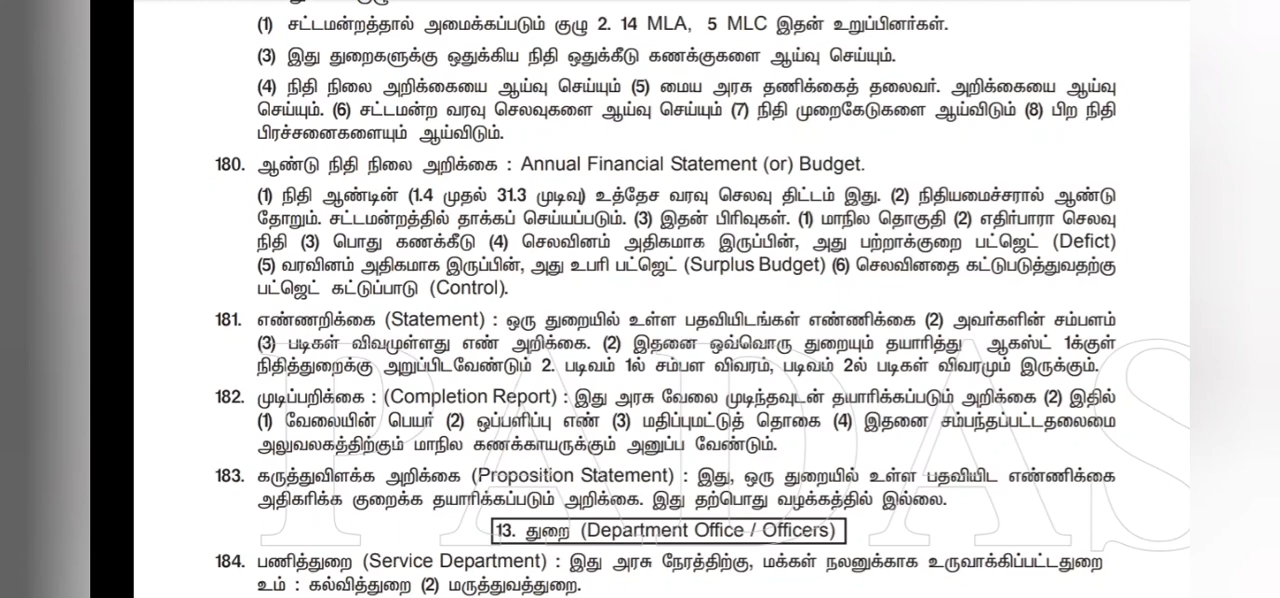 (1) சட்டமன்றத்தால் அமைக்கப்படும் குழு 2. 14 MLA, 5 MLC இதன் உறுப்பினர்கள்.
(3) இது துறைகளுக்கு ஒதுக்கிய நிதி ஒதுக்கீடு கணக்குகளை ஆய்வு செய்யும்.
(4) நிதி நிலை அறிக்கையை ஆய்வு செய்யும் (5) மைய அரசு தணிக்கைத் தலைவர். அறிக்கையை ஆய்வு
செய்யும். (6) சட்டமன்ற வரவு செலவுகளை ஆய்வு செய்யும் (7) நிதி முறைகேடுகளை ஆய்விடும் (8) பிற நிதி
பிரச்சனைகளையும் ஆய்விடும்.
180. ஆண்டு நிதி நிலை அறிக்கை : Annual Financial Statement (or) Budget.
(1) நிதி ஆண்டின் (1.4 முதல் 31.3 முடிவு) உத்தேச வரவு செலவு திட்டம் இது. (2) நிதியமைச்சரால் ஆண்டு
தோறும். சட்டமன்றத்தில் தாக்கப் செய்யப்படும். (3) இதன் பிரிவுகள். (1) மாநில தொகுதி (2) எதிர்பாரா செலவு
நிதி (3) பொது கணக்கீடு (4) செலவினம் அதிகமாக இருப்பின், அது பற்றாக்குறை பட்ஜெட் (Defict)
(5) வரவினம் அதிகமாக இருப்பின், அது உபரி பட்ஜெட் (Surplus Budget) (6) செலவினதை கட்டுபடுத்துவதற்கு
பட்ஜெட் கட்டுப்பாடு (Control).
181. எண்ணறிக்கை (Statement) : ஒரு துறையில் உள்ள பதவியிடங்கள் எண்ணிக்கை (2) அவர்களின் சம்பளம்
(3) படிகள் விவமுள்ளது எண் அறிக்கை. (2) இதனை ஒவ்வொரு துறையும் தயாரித்து ஆகஸ்ட் 1க்குள்
நிதித்துறைக்கு அறுப்பிடவேண்டும் 2. படிவம் 1ல் சம்பள விவரம், படிவம் 2ல் படிகள் விவரமும் இருக்கும்.
182. முடிப்பறிக்கை : (Completion Report) : இது அரசு வேலை முடிந்தவுடன் தயாரிக்கப்படும் அறிக்கை (2) இதில்
(1) வேலையின் பெயர் (2) ஒப்பளிப்பு எண் (3) மதிப்புமட்டுத் தொகை (4) இதனை சம்பந்தப்பட்டதலைமை
அலுவலகத்திற்கும் மாநில கணக்காயருக்கும் அனுப்ப வேண்டும்.
183. கருத்துவிளக்க அறிக்கை (Proposition Statement) : இது, ஒரு துறையில் உள்ள பதவியிட எண்ணிக்கை
அதிகரிக்க குறைக்க தயாரிக்கப்படும் அறிக்கை. இது தற்பொது வழக்கத்தில் இல்லை.
13. துறை (Department Office / Officers)
184. பணித்துறை (Service Department) : இது அரசு நேரத்திற்கு, மக்கள் நலனுக்காக உருவாக்கிப்பட்டதுறை
உம் : கல்வித்துறை (2) மருத்துவத்துறை.
PADAS